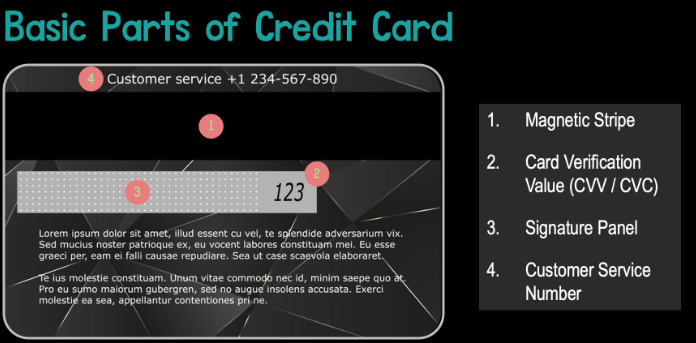 Basic Parts of Credit Card
4 Customer service +1 234-567-890
1
2
3 123
Lorem ipsum dolor sit amet, illud essent cu vel, te splendide adversarium vix.
Sed mucius noster patrioque ex, eu vocent labores constituam mei. Eu esse
graeci per, eam ei falli causae repudiare. Sea ut case scaevola elaboraret.
Te ius molestie constituam. Unum vitae commodo nec id, minim saepe quo at.
Pro eu sumo maiorum gubergren, sed no augue insolens accusata. Exerci
molestie ea sea, appellantur contentiones pri ne.
1. Magnetic Stripe
2. Card Verification
Value (CVV / CVC)
3. Signature Panel
4. Customer Service
Number